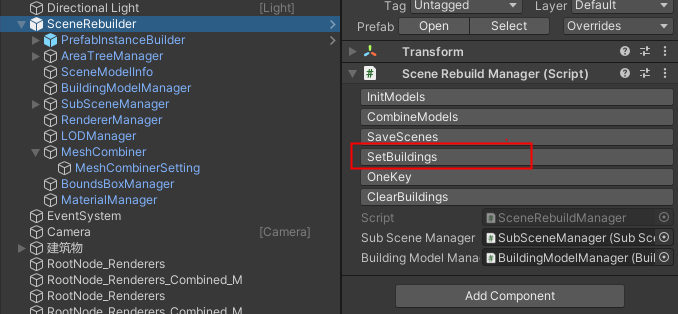 Directional Light [Light]
SceneRebuilder
PrefabInstanceBuilder
AreaTreeManager
SceneModelInfo
BuildingModelManager
SubSceneManager
RendererManager
LODManager
MeshCombiner
MeshCombinerSetting
BoundsBoxManager
MaterialManager
EventSystem
Camera [Camera]
建筑物
RootNode_Renderers
RootNode_Renderers_Combined_M
RootNode_Renderers
RootNode_Renderers_Combined_M
Tag Untagged Layer Default
Prefab Open Select Overrides
Transform
Scene Rebuild Manager (Script)
InitModels
CombineModels
SaveScenes
SetBuildings
OneKey
ClearBuildings
Script SceneRebuildManager
Sub Scene Manager SubSceneManager (Sub Sce
Building Model Mana BuildingModelManager (Buil
Add Component